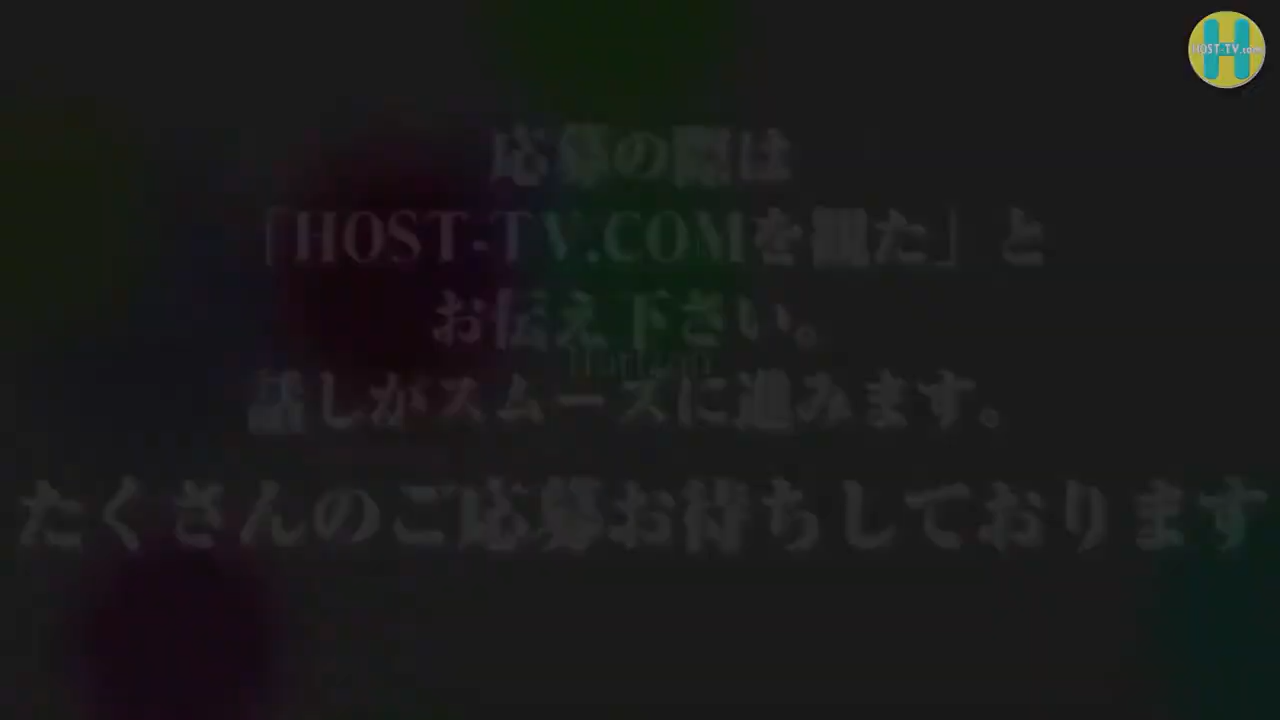 HOST-TV.com
応募の際は
「HOST-TV.COMを観た」と
お伝え下さい。
話しがスムーズに進みます。
たくさんのご応募お待ちしております